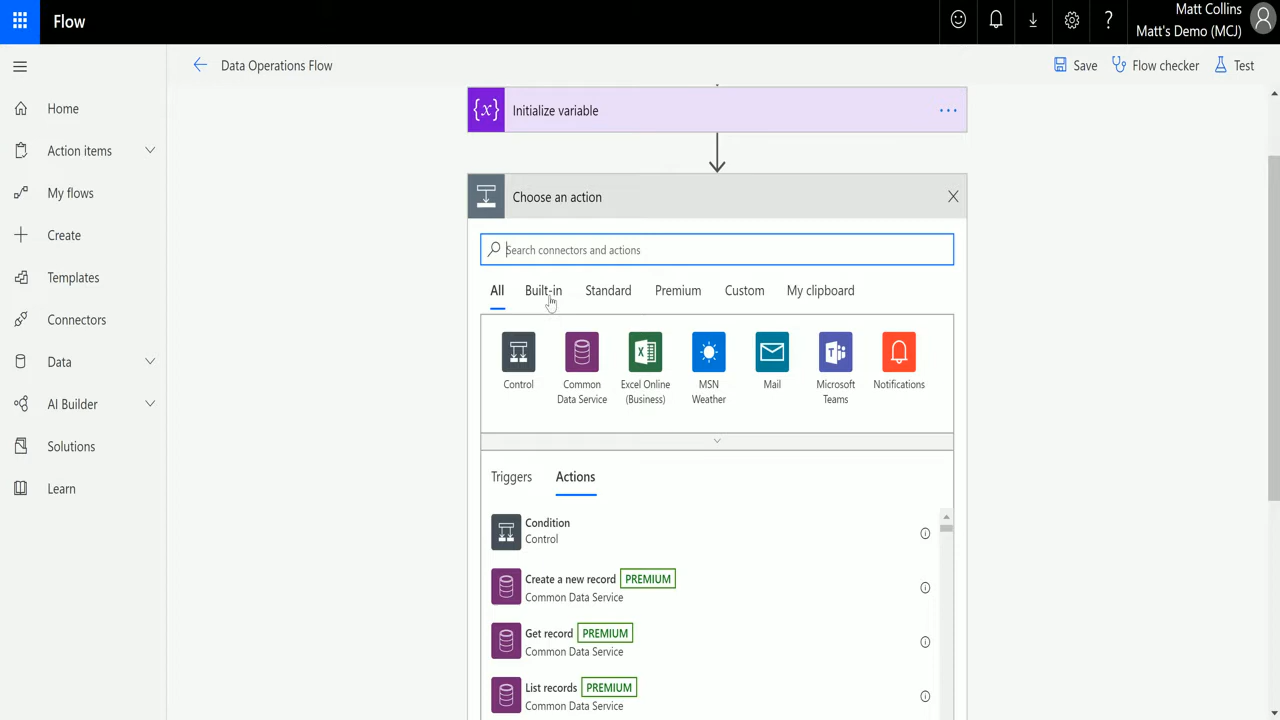 Flow
Matt Collins
Matt's Demo (MCJ)
Data Operations Flow
Save
Flow checker
Test
Home
Action items
My flows
Create
Templates
Connectors
Data
AI Builder
Solutions
Learn
{x}
Initialize variable
Choose an action
Search connectors and actions
All
Built-in
Standard
Premium
Custom
My clipboard
Control
Common
Data Service
Excel Online
(Business)
MSN
Weather
Mail
Microsoft
Teams
Notifications
Triggers
Actions
Condition
Control
Create a new record PREMIUM
Common Data Service
Get record PREMIUM
Common Data Service
List records PREMIUM
Common Data Service